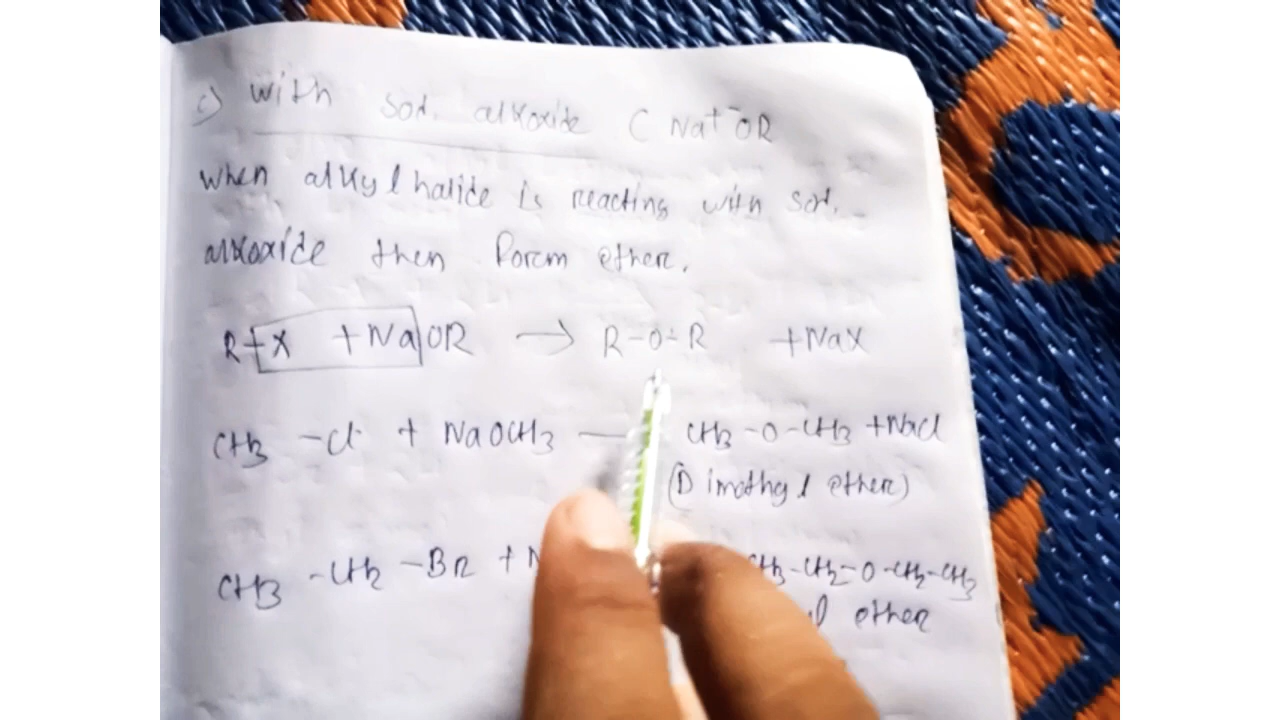 c) With sod. alkoxide ( Na+ -OR
When alkyl halide is reacting with sod.
alkoxide then form ether.
R-X + NaOR → R-O-R + NaX
CH3 -Cl + NaOCH3 — CH3-O-CH3 +NaCl
(Dimethyl ether)
CH3 -CH2 -Br + N CH3-CH2-O-CH2-CH3
ether